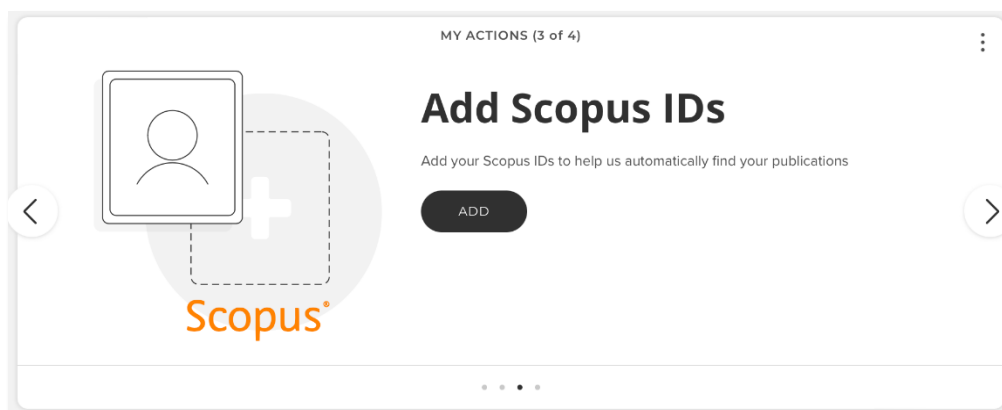 MY ACTIONS (3 of 4)
Add Scopus IDs
Add your Scopus IDs to help us automatically find your publications
ADD
Scopus®